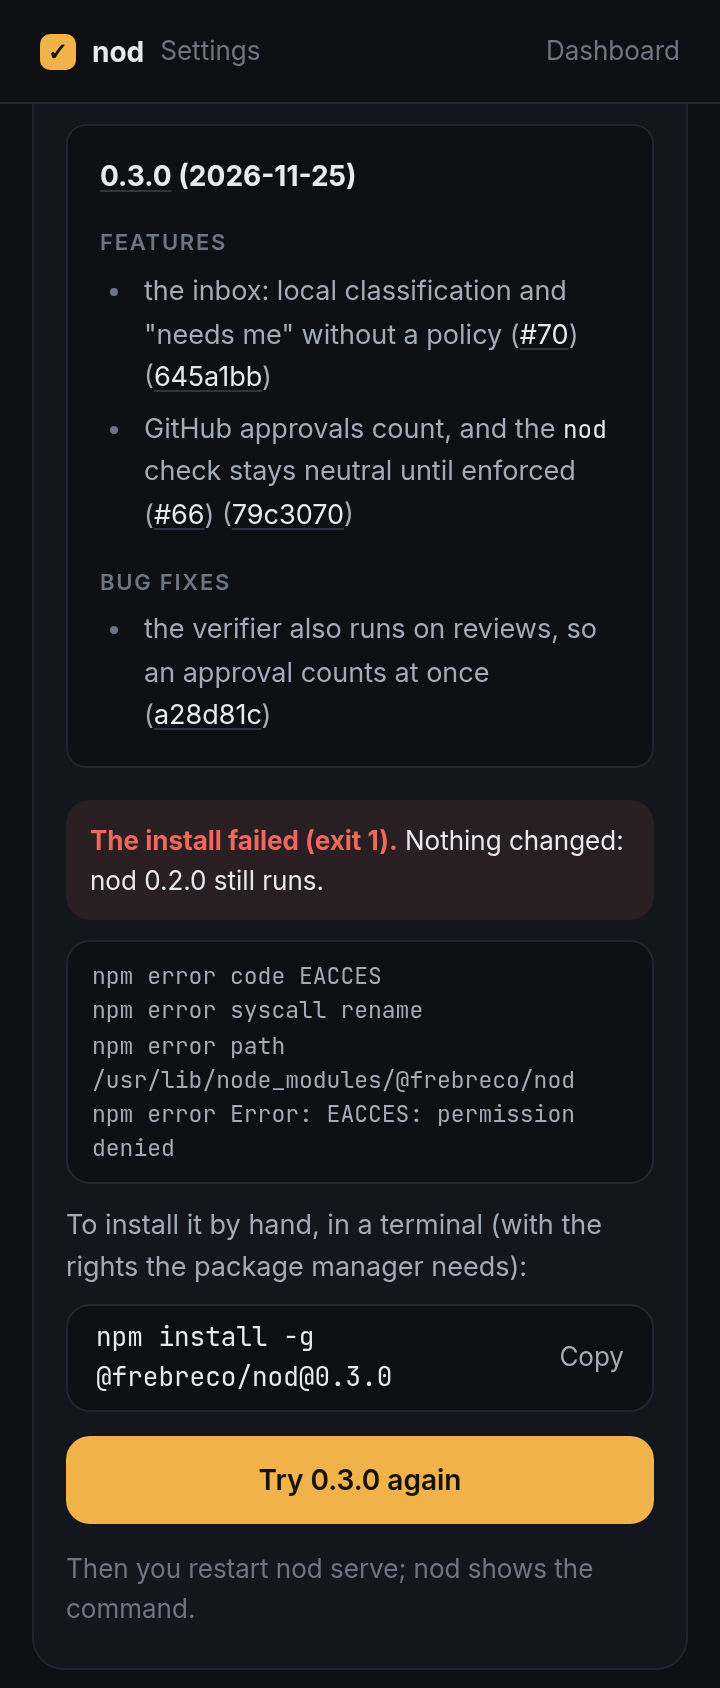 ✓ nod Settings Dashboard
0.3.0 (2026-11-25)
FEATURES
• the inbox: local classification and
"needs me" without a policy (#70)
(645a1bb)
• GitHub approvals count, and the nod
check stays neutral until enforced
(#66) (79c3070)
BUG FIXES
• the verifier also runs on reviews, so
an approval counts at once
(a28d81c)
The install failed (exit 1). Nothing changed:
nod 0.2.0 still runs.
npm error code EACCES
npm error syscall rename
npm error path
/usr/lib/node_modules/@frebreco/nod
npm error Error: EACCES: permission
denied
To install it by hand, in a terminal (with the
rights the package manager needs):
npm install -g
@frebreco/nod@0.3.0
Copy
Try 0.3.0 again
Then you restart nod serve; nod shows the
command.